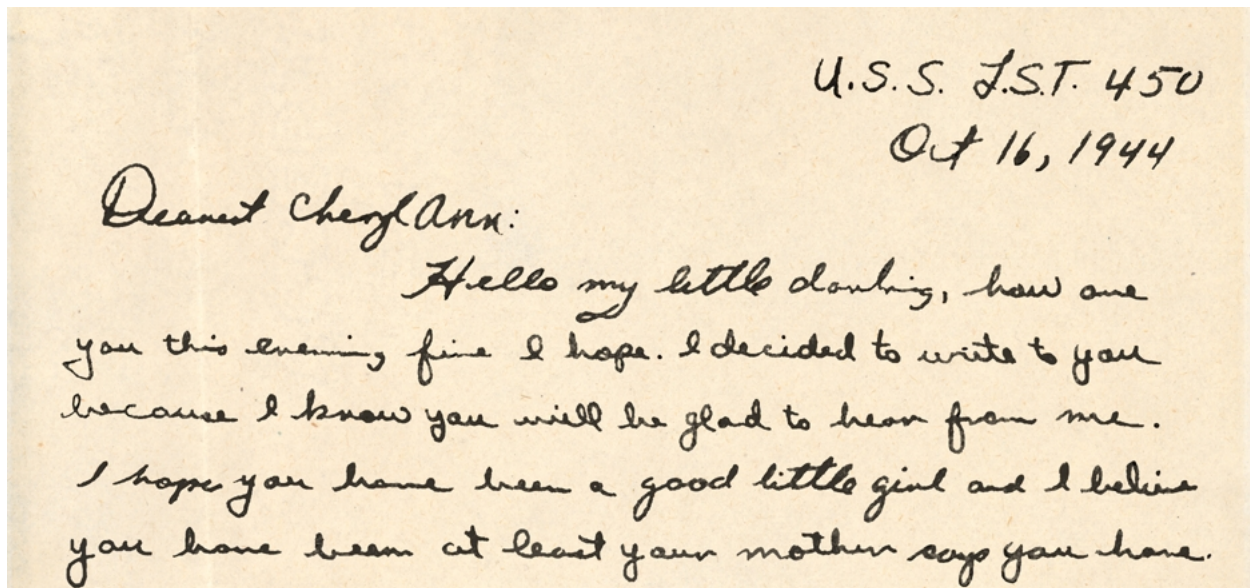 U.S.S. L.S.T. 450
Oct 16, 1944
Dearest Cheryl Ann:
Hello my little darling, how are
you this evening fine I hope. I decided to write to you
because I know you will be glad to hear from me.
I hope you have been a good little girl and I believe
you have been at least your mother says you have.